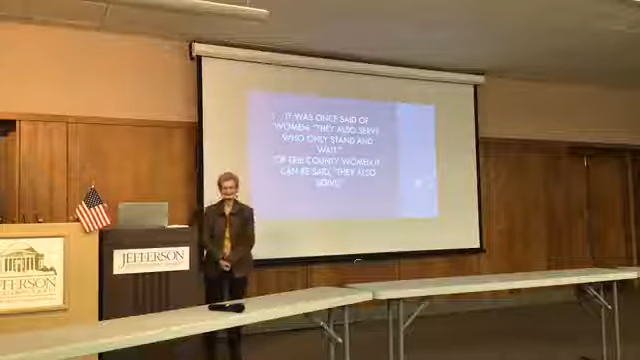 IT WAS ONCE SAID OF
WOMEN, "THEY ALSO SERVE
WHO ONLY STAND AND
WAIT."
OF ERIE COUNTY WOMEN IT
CAN BE SAID, "THEY ALSO
SERVE"
JEFFERSON
JEFFERSON